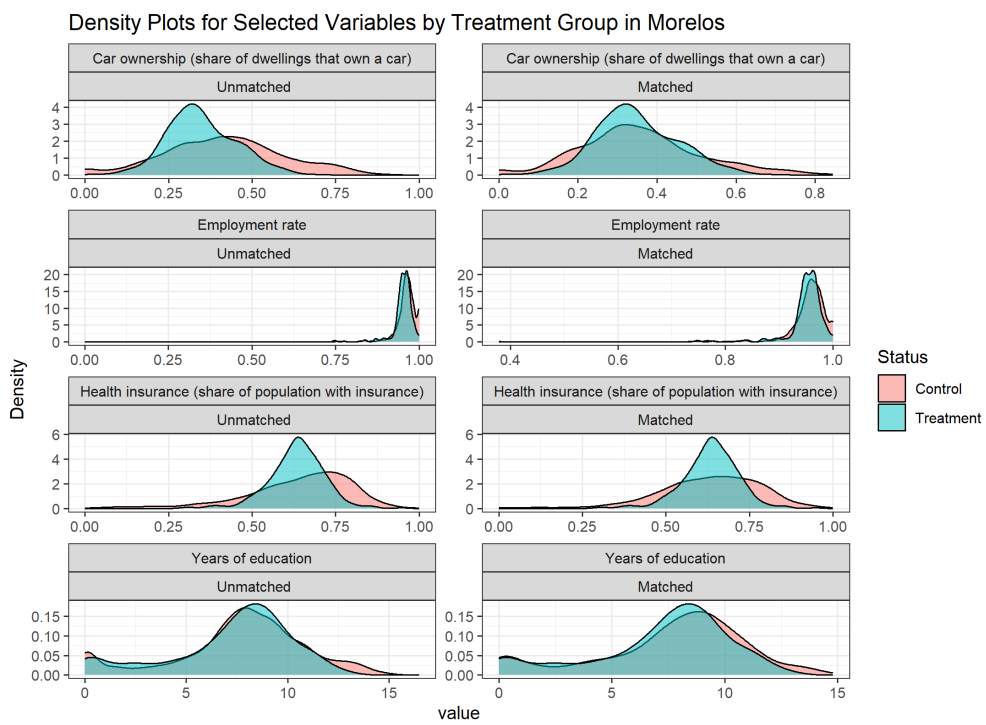 Density Plots for Selected Variables by Treatment Group in Morelos
Car ownership (share of dwellings that own a car)
Unmatched
4
3
2
1
0
0.00 0.25 0.50 0.75 1.00
Car ownership (share of dwellings that own a car)
Matched
4
3
2
1
0
0.0 0.2 0.4 0.6 0.8
Employment rate
Unmatched
20
15
10
5
0
0.00 0.25 0.50 0.75 1.00
Employment rate
Matched
20
15
10
5
0
0.4 0.6 0.8 1.0
Health insurance (share of population with insurance)
Unmatched
6
4
2
0
0.00 0.25 0.50 0.75 1.00
Health insurance (share of population with insurance)
Matched
6
4
2
0
0.00 0.25 0.50 0.75 1.00
Years of education
Unmatched
0.15
0.10
0.05
0.00
0 5 10 15
Years of education
Matched
0.15
0.10
0.05
0.00
0 5 10 15
Density
value
Status
Control
Treatment